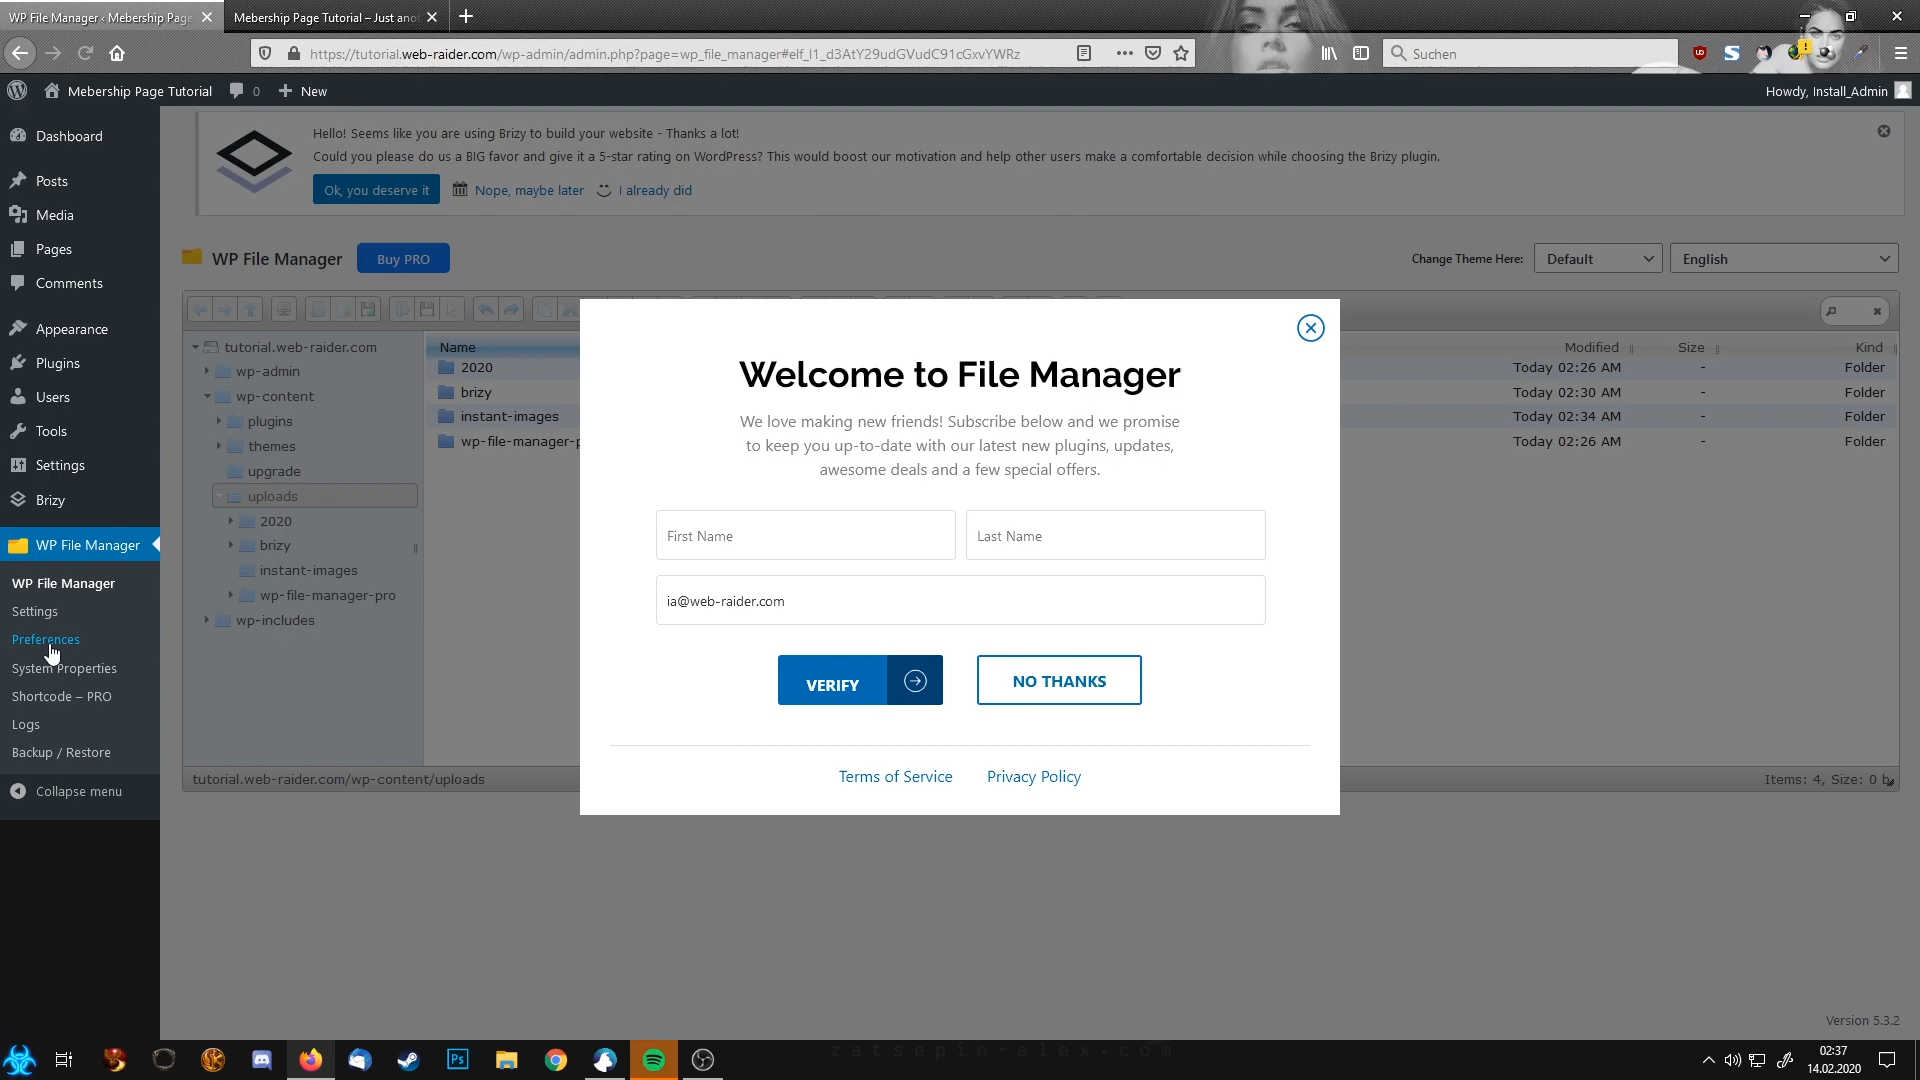 WP File Manager ‹ Mebership Page
Mebership Page Tutorial – Just ano
https://tutorial.web-raider.com/wp-admin/admin.php?page=wp_file_manager#elf_l1_d3AtY29udGVudC91cGxvYWRz
Suchen
Mebership Page Tutorial
0
New
Howdy, Install_Admin
Dashboard
Posts
Media
Pages
Comments
Appearance
Plugins
Users
Tools
Settings
Brizy
WP File Manager
WP File Manager
Settings
Preferences
System Properties
Shortcode – PRO
Logs
Backup / Restore
Collapse menu
Hello! Seems like you are using Brizy to build your website - Thanks a lot!
Could you please do us a BIG favor and give it a 5-star rating on WordPress? This would boost our motivation and help other users make a comfortable decision while choosing the Brizy plugin.
Ok, you deserve it
Nope, maybe later
I already did
WP File Manager
Buy PRO
Change Theme Here:
Default
English
tutorial.web-raider.com
wp-admin
wp-content
plugins
themes
upgrade
uploads
2020
brizy
instant-images
wp-file-manager-pro
wp-includes
Name
Modified
Size
Kind
2020
Today 02:26 AM
-
Folder
brizy
Today 02:30 AM
-
Folder
instant-images
Today 02:34 AM
-
Folder
wp-file-manager-p
Today 02:26 AM
-
Folder
tutorial.web-raider.com/wp-content/uploads
Items: 4, Size: 0 b
Welcome to File Manager
We love making new friends! Subscribe below and we promise
to keep you up-to-date with our latest new plugins, updates,
awesome deals and a few special offers.
First Name
Last Name
ia@web-raider.com
VERIFY
NO THANKS
Terms of Service
Privacy Policy
Version 5.3.2
zatsepin-alex.com
Ps
02:37
14.02.2020